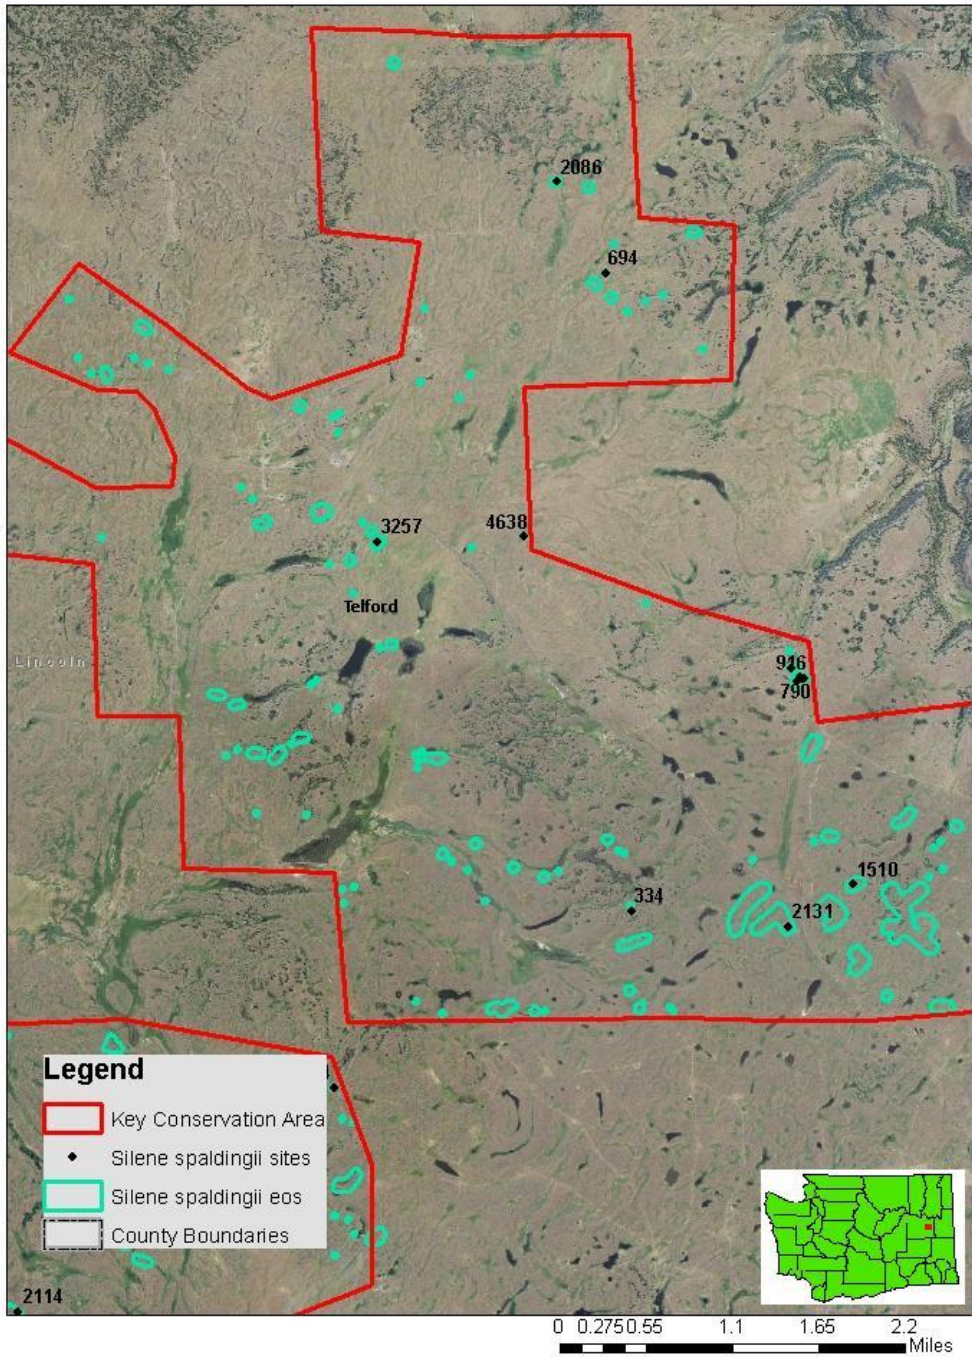 2086
694
3257
4638
Telford
Lincoln
946
790
1510
334
2131
Legend
Key Conservation Area
Silene spaldingii sites
Silene spaldingii eos
County Boundaries
2114
0 0.275 0.55 1.1 1.65 2.2
Miles